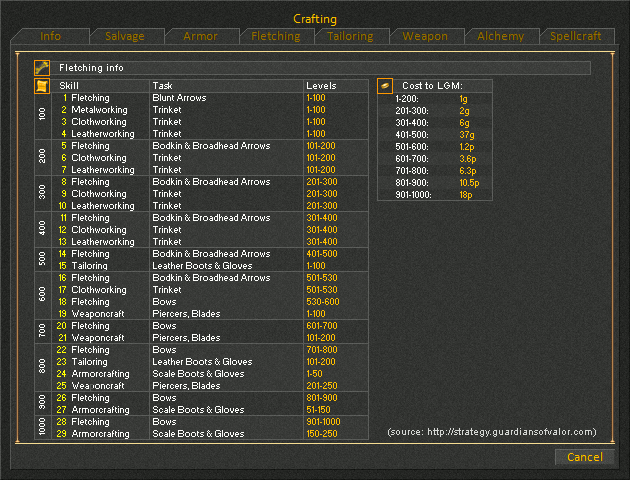 Crafting
Info Salvage Armor Fletching Tailoring Weapon Alchemy Spellcraft
Fletching info
Skill Task Levels
100
1 Fletching Blunt Arrows 1-100
2 Metalworking Trinket 1-100
3 Clothworking Trinket 1-100
4 Leatherworking Trinket 1-100
200
5 Fletching Bodkin & Broadhead Arrows 101-200
6 Clothworking Trinket 101-200
7 Leatherworking Trinket 101-200
300
8 Fletching Bodkin & Broadhead Arrows 201-300
9 Clothworking Trinket 201-300
10 Leatherworking Trinket 201-300
400
11 Fletching Bodkin & Broadhead Arrows 301-400
12 Clothworking Trinket 301-400
13 Leatherworking Trinket 301-400
500
14 Fletching Bodkin & Broadhead Arrows 401-500
15 Tailoring Leather Boots & Gloves 1-100
600
16 Fletching Bodkin & Broadhead Arrows 501-530
17 Clothworking Trinket 501-530
18 Fletching Bows 530-600
19 Weaponcraft Piercers, Blades 1-100
700
20 Fletching Bows 601-700
21 Weaponcraft Piercers, Blades 101-200
800
22 Fletching Bows 701-800
23 Tailoring Leather Boots & Gloves 101-200
24 Armorcrafting Scale Boots & Gloves 1-50
25 Weaponcraft Piercers, Blades 201-250
900
26 Fletching Bows 801-900
27 Armorcrafting Scale Boots & Gloves 51-150
1000
28 Fletching Bows 901-1000
29 Armorcrafting Scale Boots & Gloves 150-250
Cost to LGM:
1-200: 1g
201-300: 2g
301-400: 6g
401-500: 37g
501-600: 1.2p
601-700: 3.6p
701-800: 6.3p
801-900: 10.5p
901-1000: 18p
(source: http://strategy.guardiansofvalor.com)
Cancel